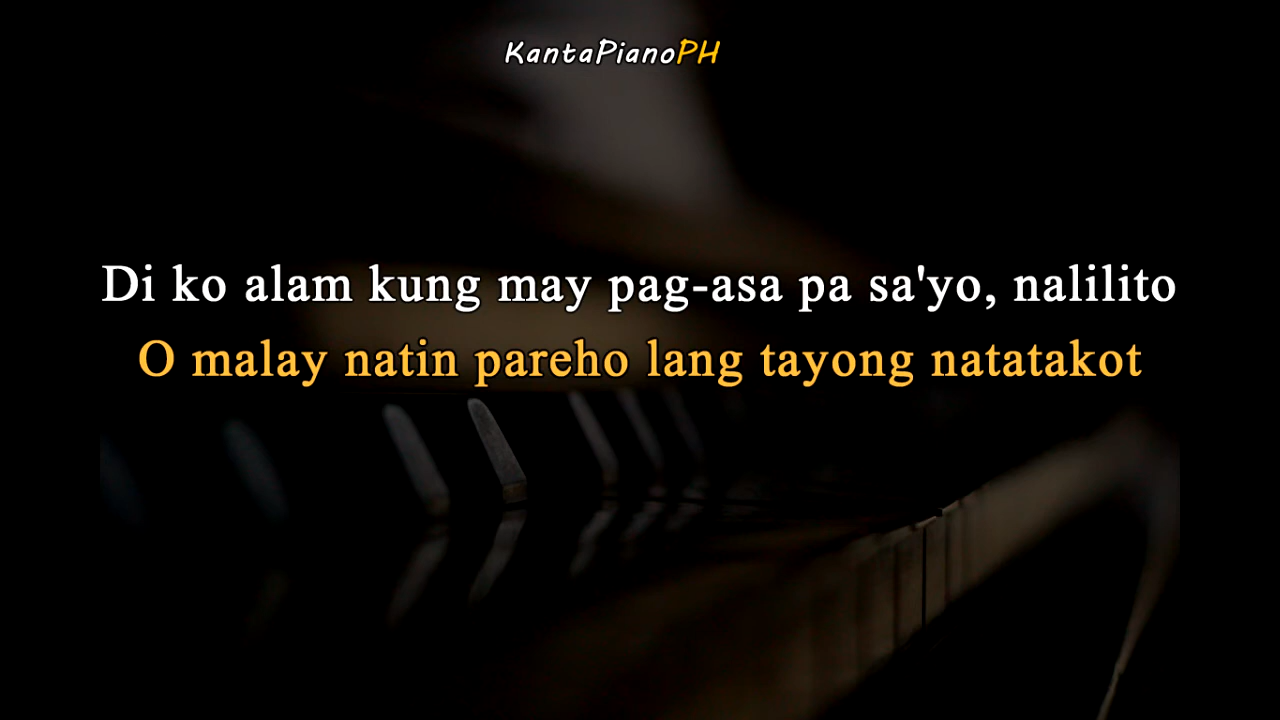 KantaPianoPH
Di ko alam kung may pag-asa pa sa'yo, nalilito
O malay natin pareho lang tayong natatakot